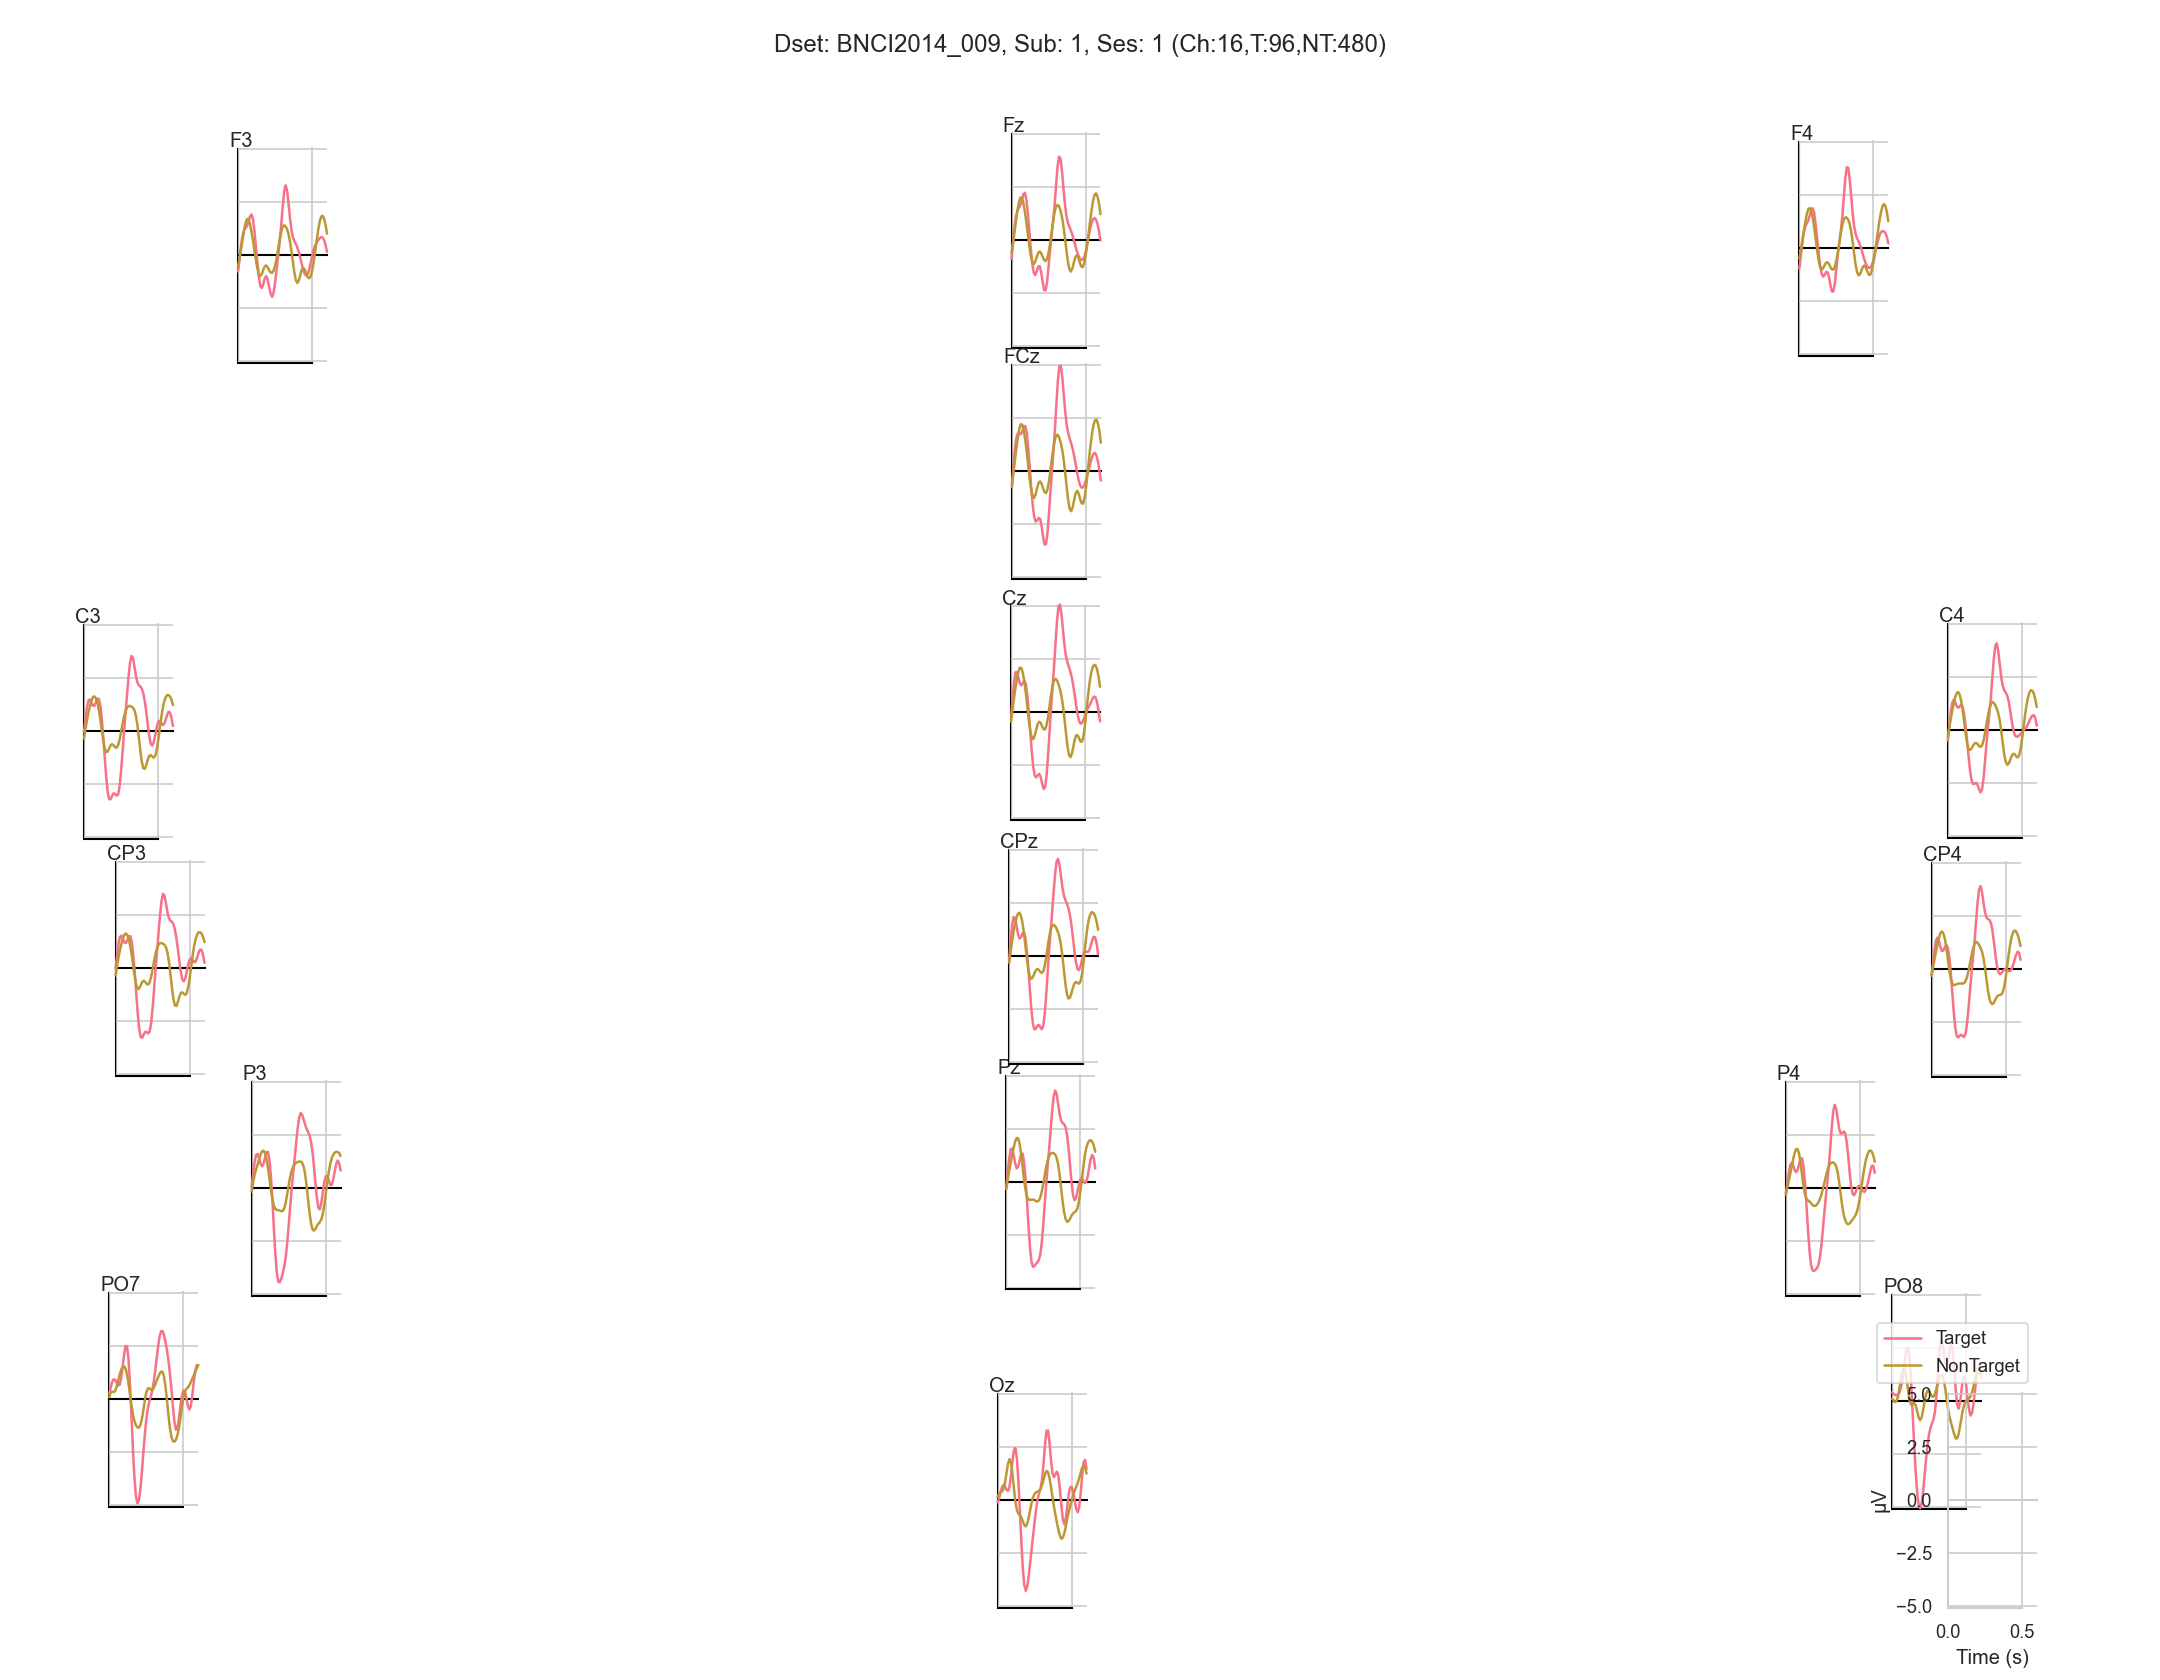 Dset: BNCI2014_009, Sub: 1, Ses: 1 (Ch:16,T:96,NT:480)
Fz
F3
F4
FCz
Cz
C3
C4
CPz
CP3
CP4
Pz
P3
P4
PO7
PO8
Target
NonTarget
Oz
5.0
2.5
0.0
−2.5
−5.0
µV
0.0 0.5
Time (s)